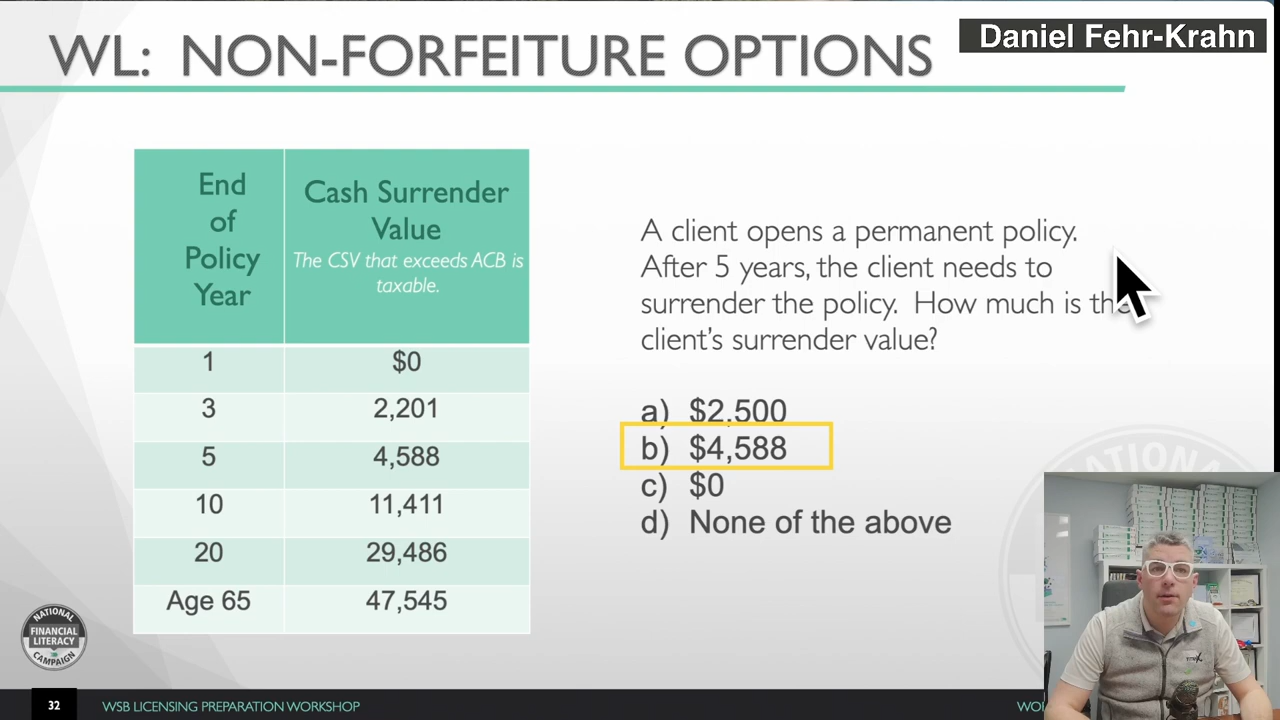 WL: NON-FORFEITURE OPTIONS
Daniel Fehr-Krahn
End
of
Policy
Year
Cash Surrender
Value
The CSV that exceeds ACB is
taxable.
1 $0
3 2,201
5 4,588
10 11,411
20 29,486
Age 65 47,545
A client opens a permanent policy.
After 5 years, the client needs to
surrender the policy. How much is the
client's surrender value?
a) $2,500
b) $4,588
c) $0
d) None of the above
NATIONAL
FINANCIAL
LITERACY
CAMPAIGN
NATIONAL
32
WSB LICENSING PREPARATION WORKSHOP